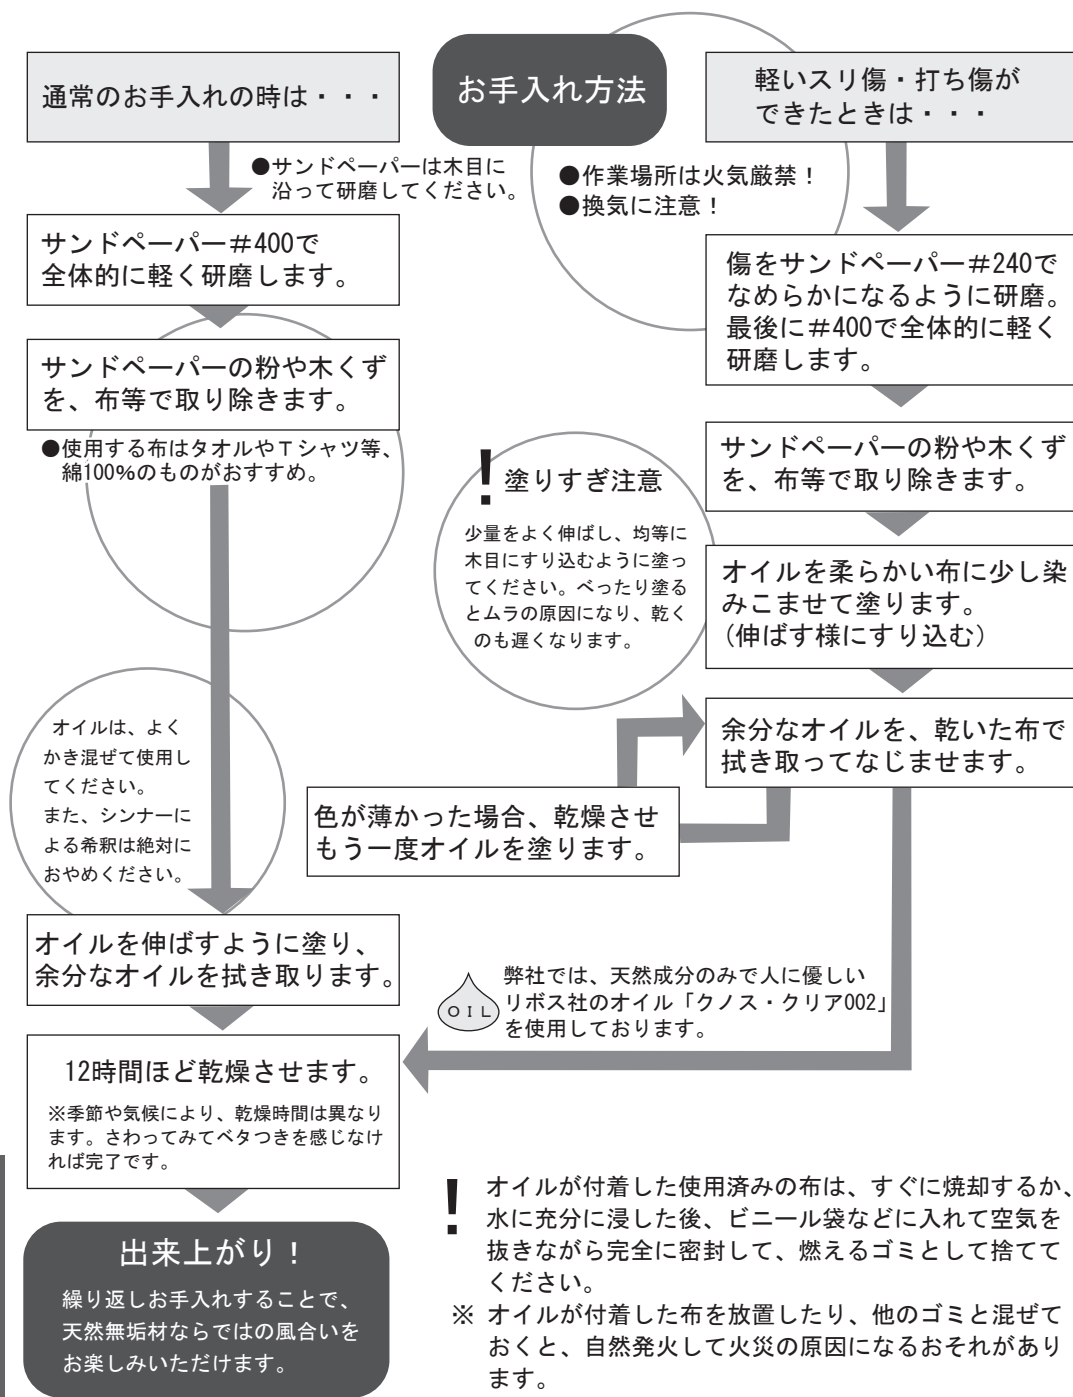 お手入れ方法
通常のお手入れの時は・・・
●サンドペーパーは木目に
沿って研磨してください。
サンドペーパー＃400で
全体的に軽く研磨します。
サンドペーパーの粉や木くず
を、布等で取り除きます。
●使用する布はタオルやＴシャツ等、
綿100%のものがおすすめ。
オイルは、よく
かき混ぜて使用し
てください。
また、シンナーに
よる希釈は絶対に
おやめください。
オイルを伸ばすように塗り、
余分なオイルを拭き取ります。
12時間ほど乾燥させます。
※季節や気候により、乾燥時間は異なり
ます。さわってみてベタつきを感じなけ
れば完了です。
出来上がり！
繰り返しお手入れすることで、
天然無垢材ならではの風合いを
お楽しみいただけます。
●作業場所は火気厳禁！
●換気に注意！
軽いスリ傷・打ち傷が
できたときは・・・
傷をサンドペーパー＃240で
なめらかになるように研磨。
最後に＃400で全体的に軽く
研磨します。
サンドペーパーの粉や木くず
を、布等で取り除きます。
オイルを柔らかい布に少し染
みこませて塗ります。
(伸ばす様にすり込む)
！塗りすぎ注意
少量をよく伸ばし、均等に
木目にすり込むように塗っ
てください。べったり塗る
とムラの原因になり、乾く
のも遅くなります。
余分なオイルを、乾いた布で
拭き取ってなじませます。
色が薄かった場合、乾燥させ
もう一度オイルを塗ります。
ＯＩＬ
弊社では、天然成分のみで人に優しい
リボス社のオイル「クノス・クリア002」
を使用しております。
！オイルが付着した使用済みの布は、すぐに焼却するか、
水に充分に浸した後、ビニール袋などに入れて空気を
抜きながら完全に密封して、燃えるゴミとして捨てて
ください。
※ オイルが付着した布を放置したり、他のゴミと混ぜて
おくと、自然発火して火災の原因になるおそれがあり
ます。